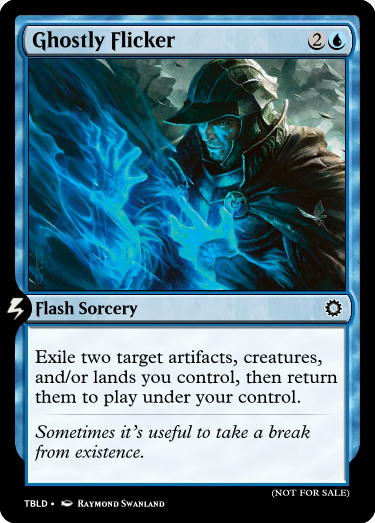 Ghostly Flicker 2
Flash Sorcery
Exile two target artifacts, creatures,
and/or lands you control, then return
them to play under your control.
Sometimes it's useful to take a break
from existence.
(NOT FOR SALE)
TBLD • Raymond Swanland